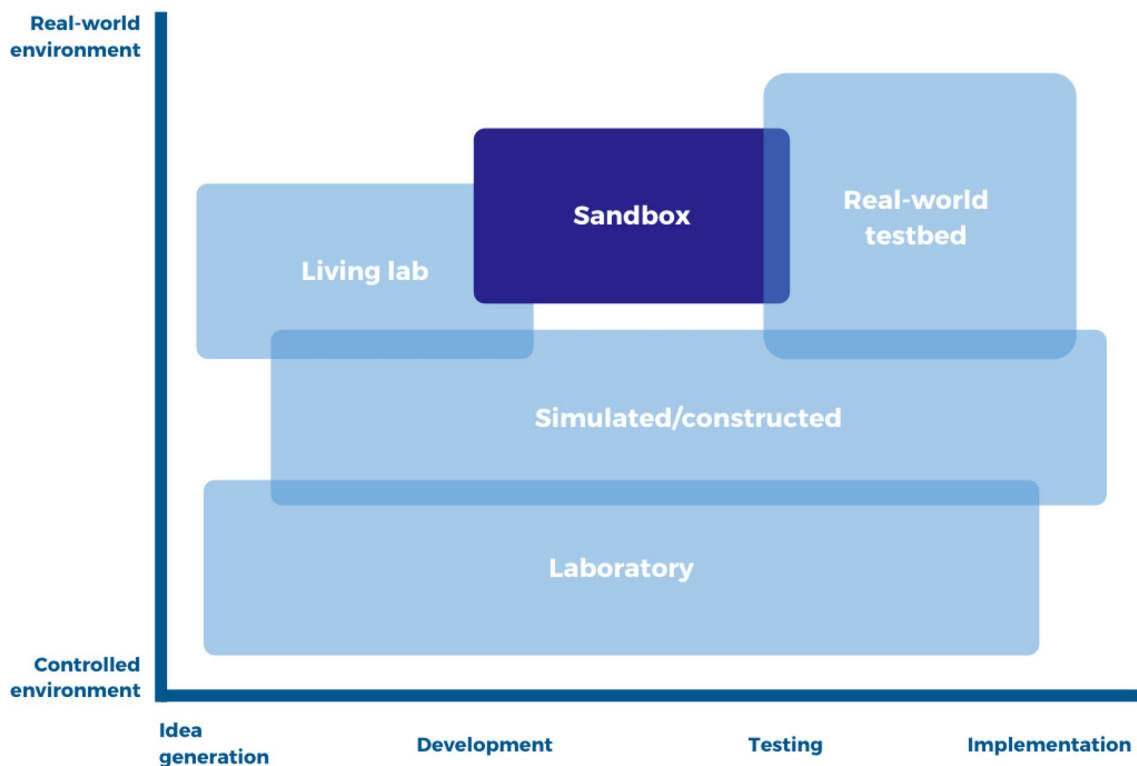 Real-world
environment
Sandbox
Real-world
testbed
Living lab
Simulated/constructed
Laboratory
Controlled
environment
Idea
generation
Development
Testing
Implementation